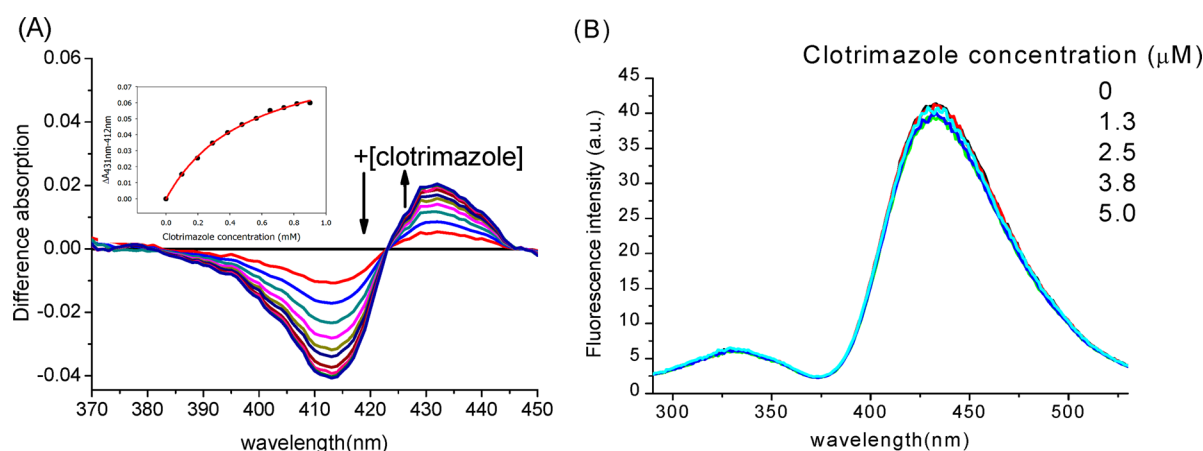 (A)
0.06
0.04
0.02
0.00
-0.02
-0.04
Difference absorption
370 380 390 400 410 420 430 440 450
wavelength(nm)
+[clotrimazole]
0.07
0.06
0.05
0.04
0.03
0.02
0.01
0.00
ΔA431nm-412nm
0.0 0.2 0.4 0.6 0.8 1.0
Clotrimazole concentration (mM)
(B)
Clotrimazole concentration (μM)
0
1.3
2.5
3.8
5.0
45
40
35
30
25
20
15
10
5
0
Fluorescence intensity (a.u.)
300 350 400 450 500
wavelength(nm)